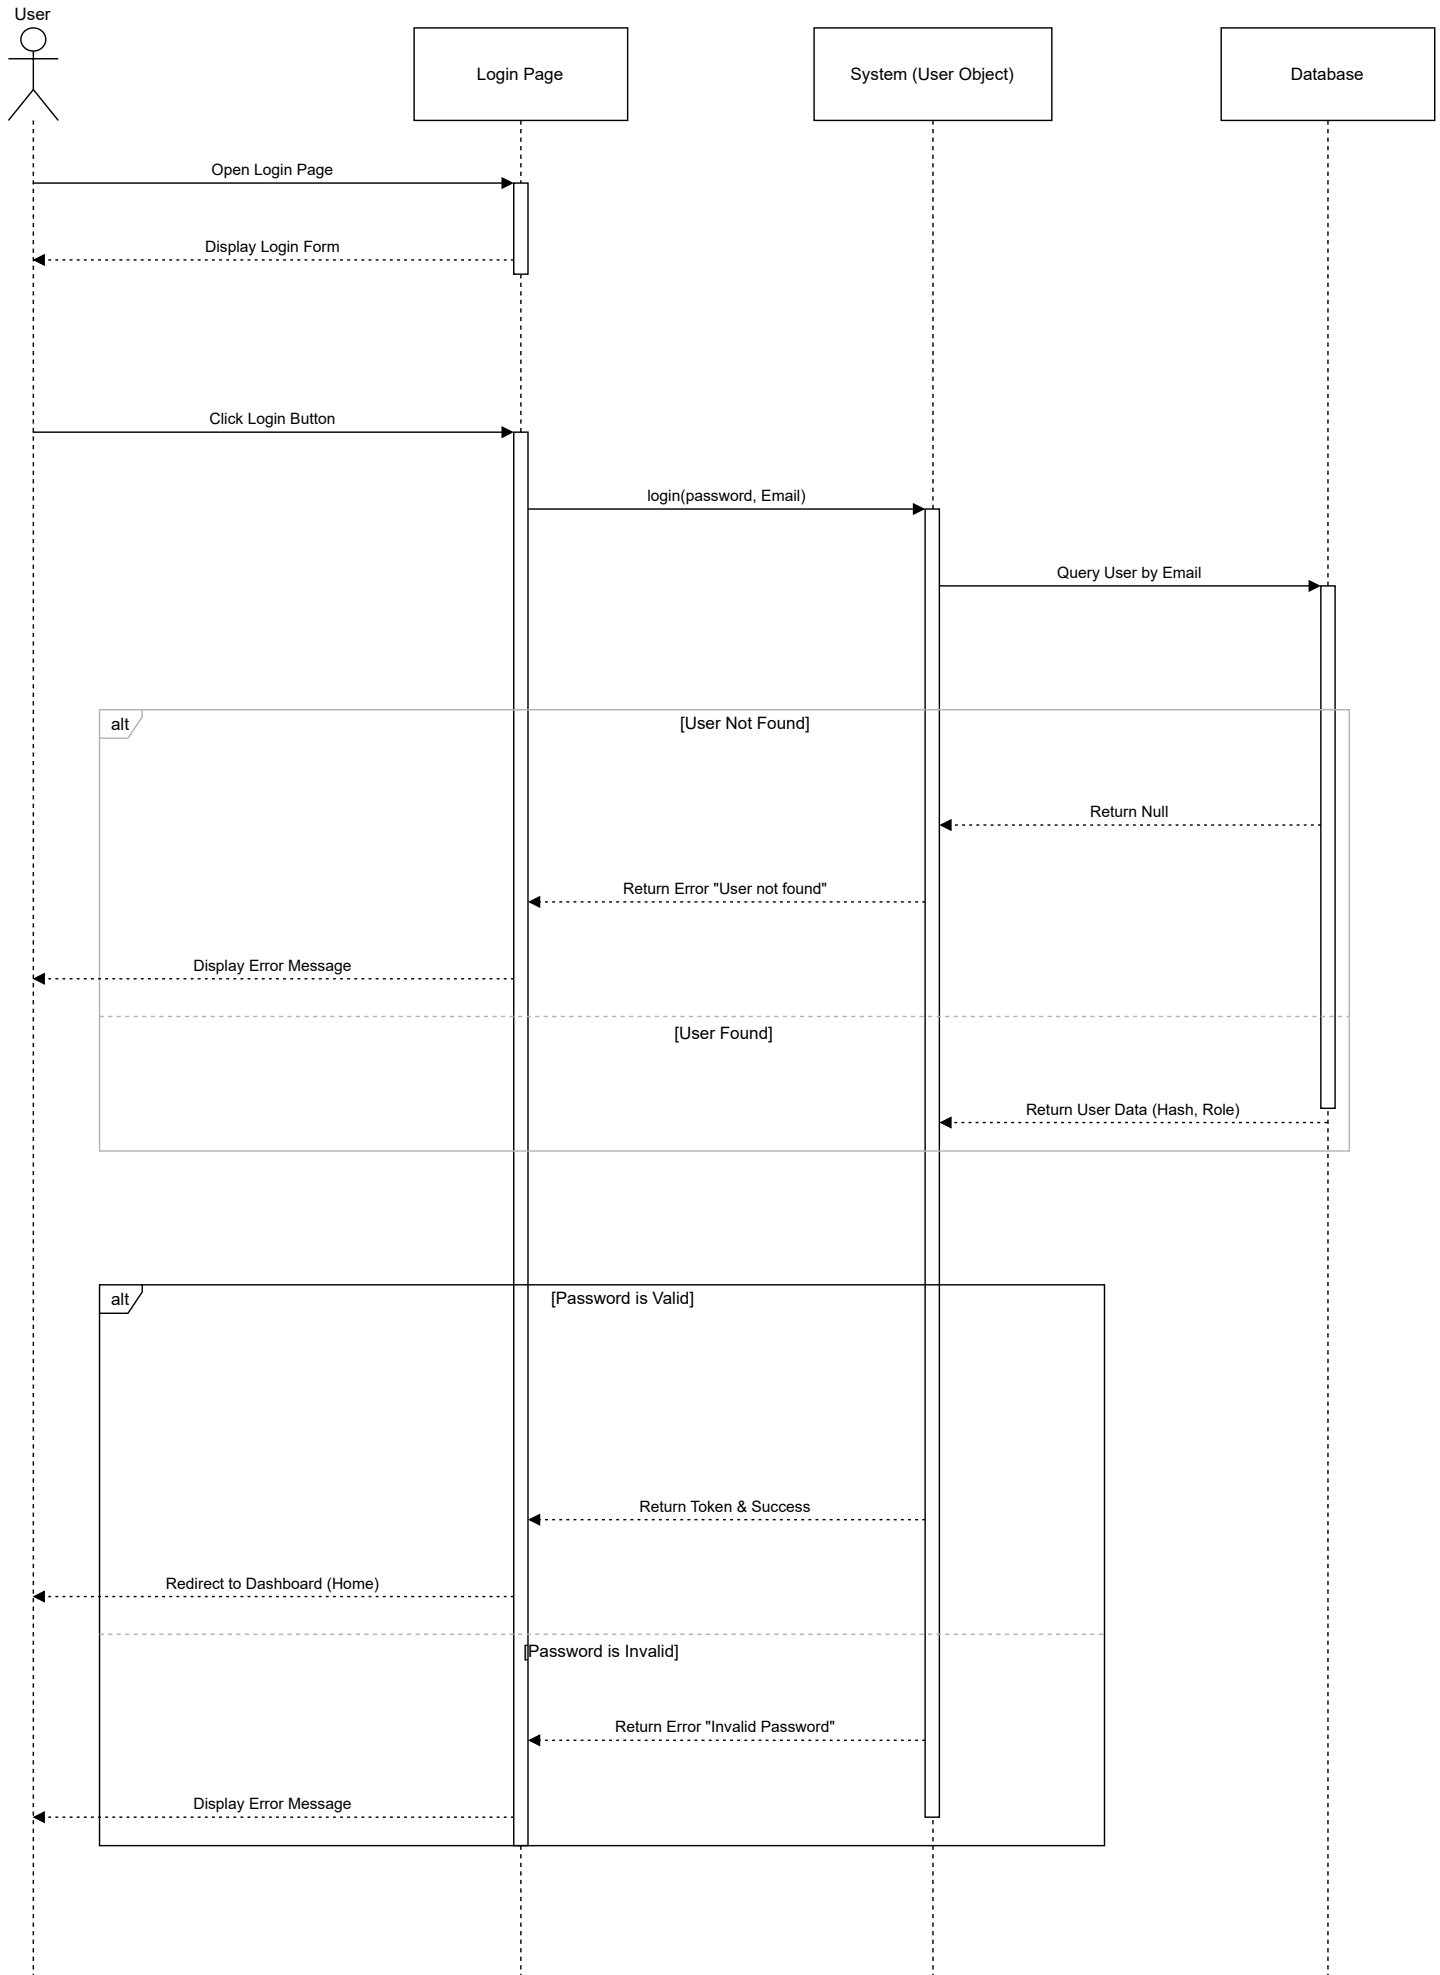 User
Login Page
System (User Object)
Database
Open Login Page
Display Login Form
Click Login Button
login(password, Email)
Query User by Email
alt
[User Not Found]
Return Null
Return Error "User not found"
Display Error Message
[User Found]
Return User Data (Hash, Role)
alt
[Password is Valid]
Return Token & Success
Redirect to Dashboard (Home)
[Password is Invalid]
Return Error "Invalid Password"
Display Error Message